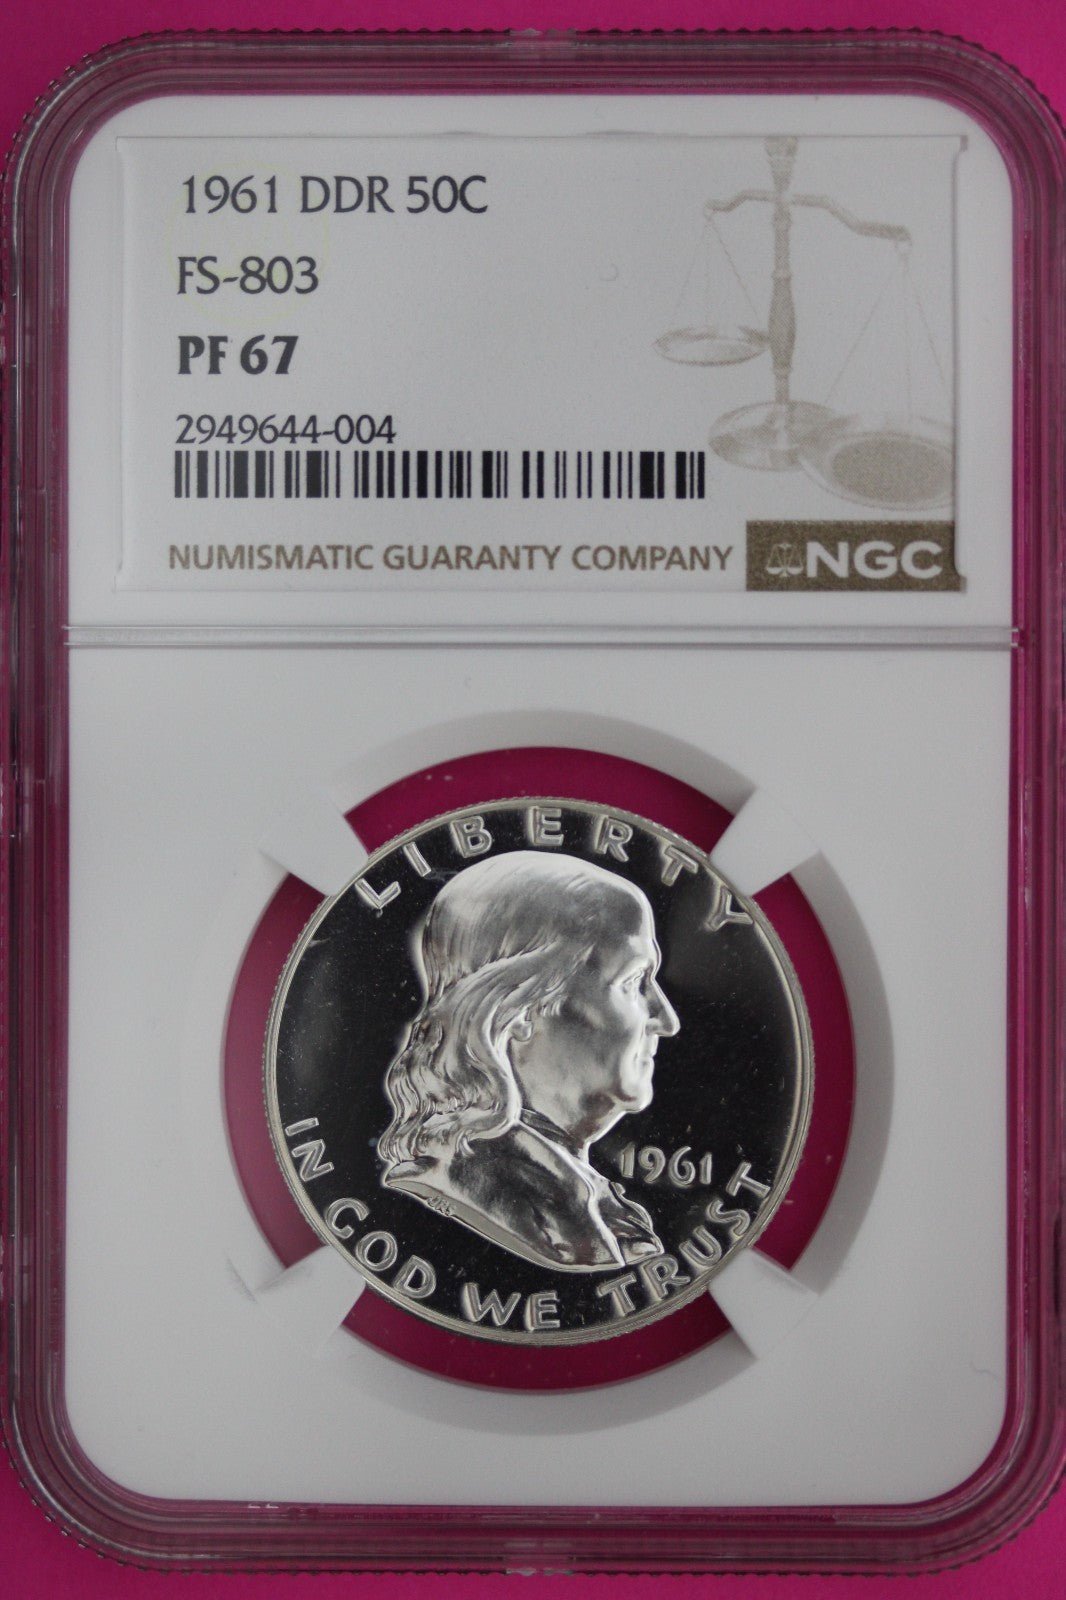 1961 DDR 50C
FS-803
PF 67
2949644-004
NUMISMATIC GUARANTY COMPANY NGC
LIBERTY
1961
IN GOD WE TRUST